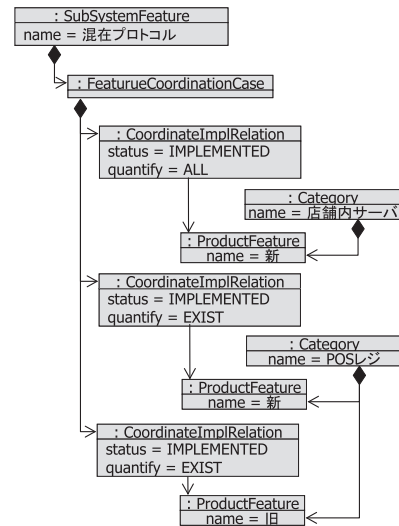 : SubSystemFeature
name = 混在プロトコル
: FeaturueCoordinationCase
: CoordinateImplRelation
status = IMPLEMENTED
quantify = ALL
: Category
name = 店舗内サーバ
: ProductFeature
name = 新
: CoordinateImplRelation
status = IMPLEMENTED
quantify = EXIST
: Category
name = POSレジ
: ProductFeature
name = 新
: CoordinateImplRelation
status = IMPLEMENTED
quantify = EXIST
: ProductFeature
name = 旧